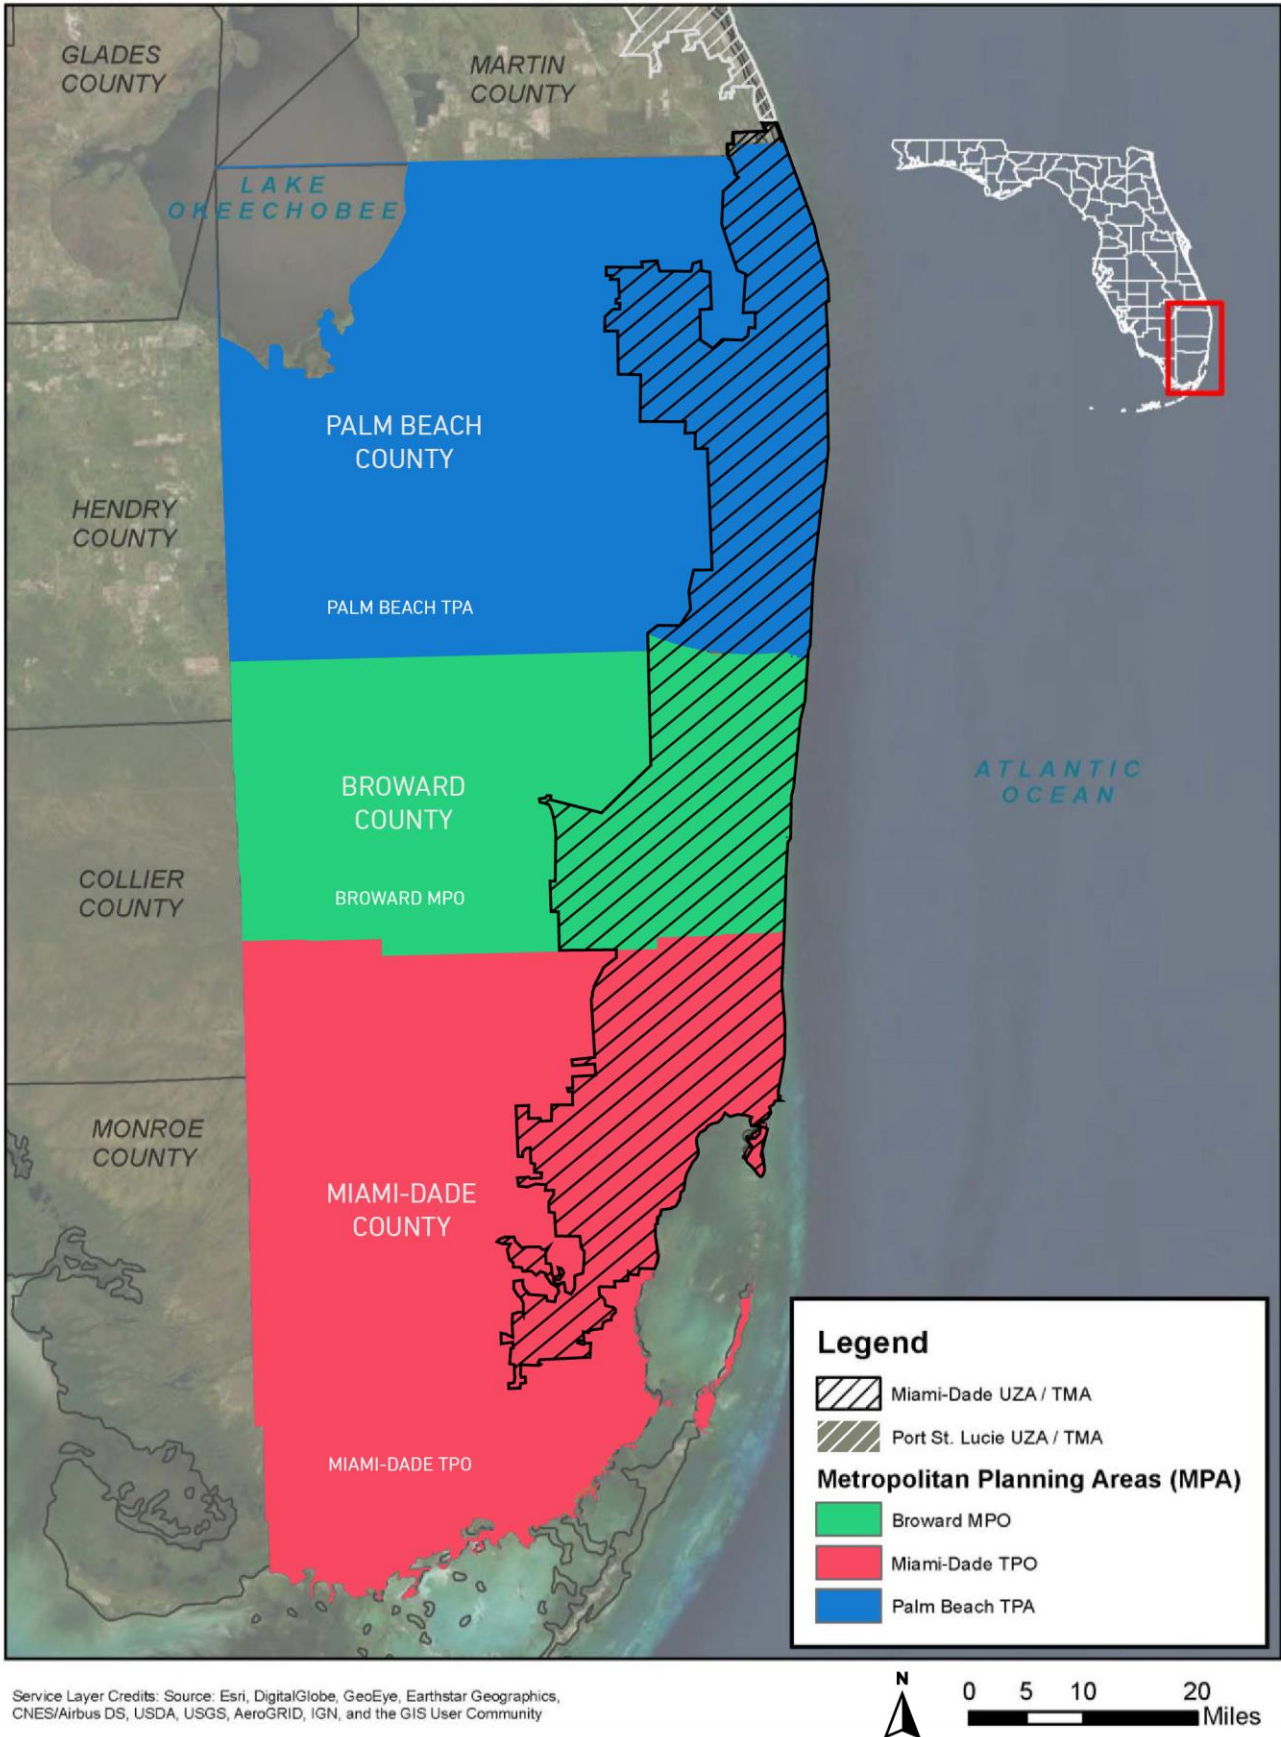 GLADES
COUNTY
MARTIN
COUNTY
LAKE
OKEECHOBEE
PALM BEACH
COUNTY
HENDRY
COUNTY
PALM BEACH TPA
ATLANTIC
OCEAN
BROWARD
COUNTY
COLLIER
COUNTY
BROWARD MPO
MONROE
COUNTY
MIAMI-DADE
COUNTY
MIAMI-DADE TPO
Legend
Miami-Dade UZA / TMA
Port St. Lucie UZA / TMA
Metropolitan Planning Areas (MPA)
Broward MPO
Miami-Dade TPO
Palm Beach TPA
Service Layer Credits: Source: Esri, DigitalGlobe, GeoEye, Earthstar Geographics,
CNES/Airbus DS, USDA, USGS, AeroGRID, IGN, and the GIS User Community
N
0 5 10 20
Miles